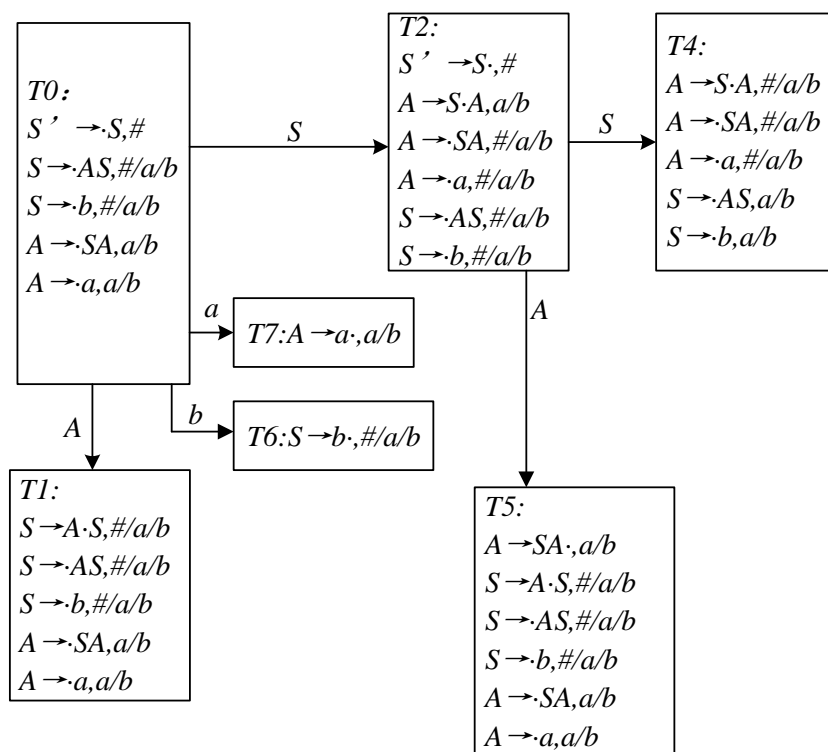 T0：
S’→·S,#
S→·AS,#/a/b
S→·b,#/a/b
A→·SA,a/b
A→·a,a/b
S
T2:
S’ →S·,#
A→S·A,a/b
A→·SA,#/a/b
A→·a,#/a/b
S→·AS,#/a/b
S→·b,#/a/b
S
T4:
A→S·A,#/a/b
A→·SA,#/a/b
A→·a,#/a/b
S→·AS,a/b
S→·b,a/b
a
T7:A→a·,a/b
b
T6:S→b·,#/a/b
A
T1:
S→A·S,#/a/b
S→·AS,#/a/b
S→·b,#/a/b
A→·SA,a/b
A→·a,a/b
A
T5:
A→SA·,a/b
S→A·S,#/a/b
S→·AS,#/a/b
S→·b,#/a/b
A→·SA,a/b
A→·a,a/b